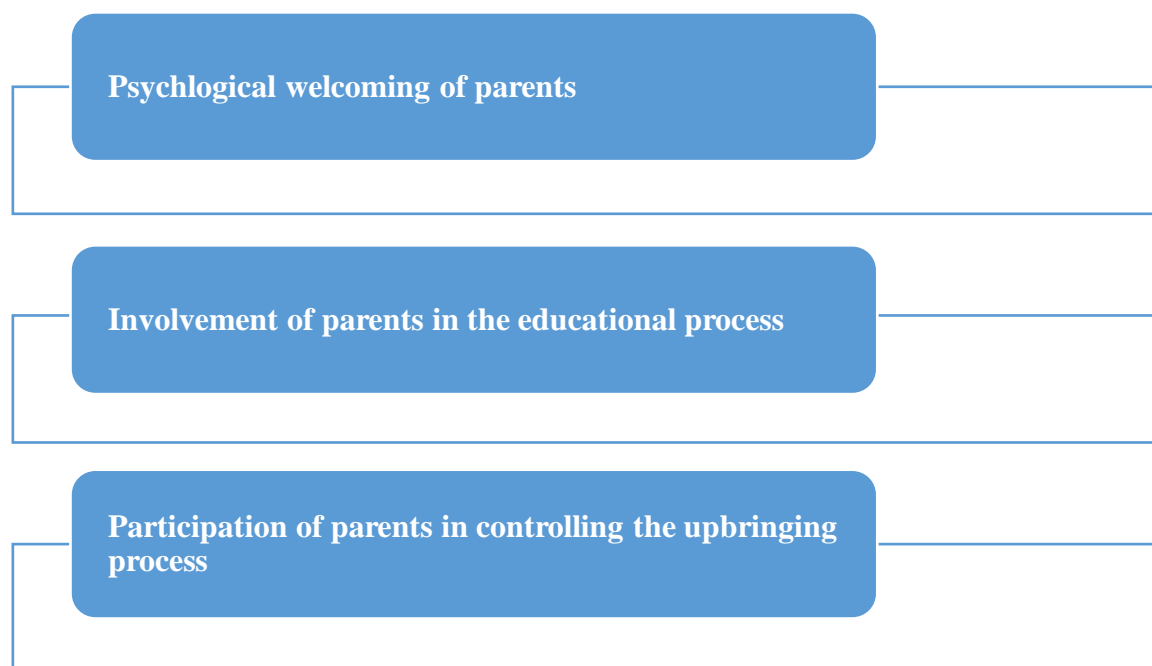 Psychlogical welcoming of parents
Involvement of parents in the educational process
Participation of parents in controlling the upbringing
process